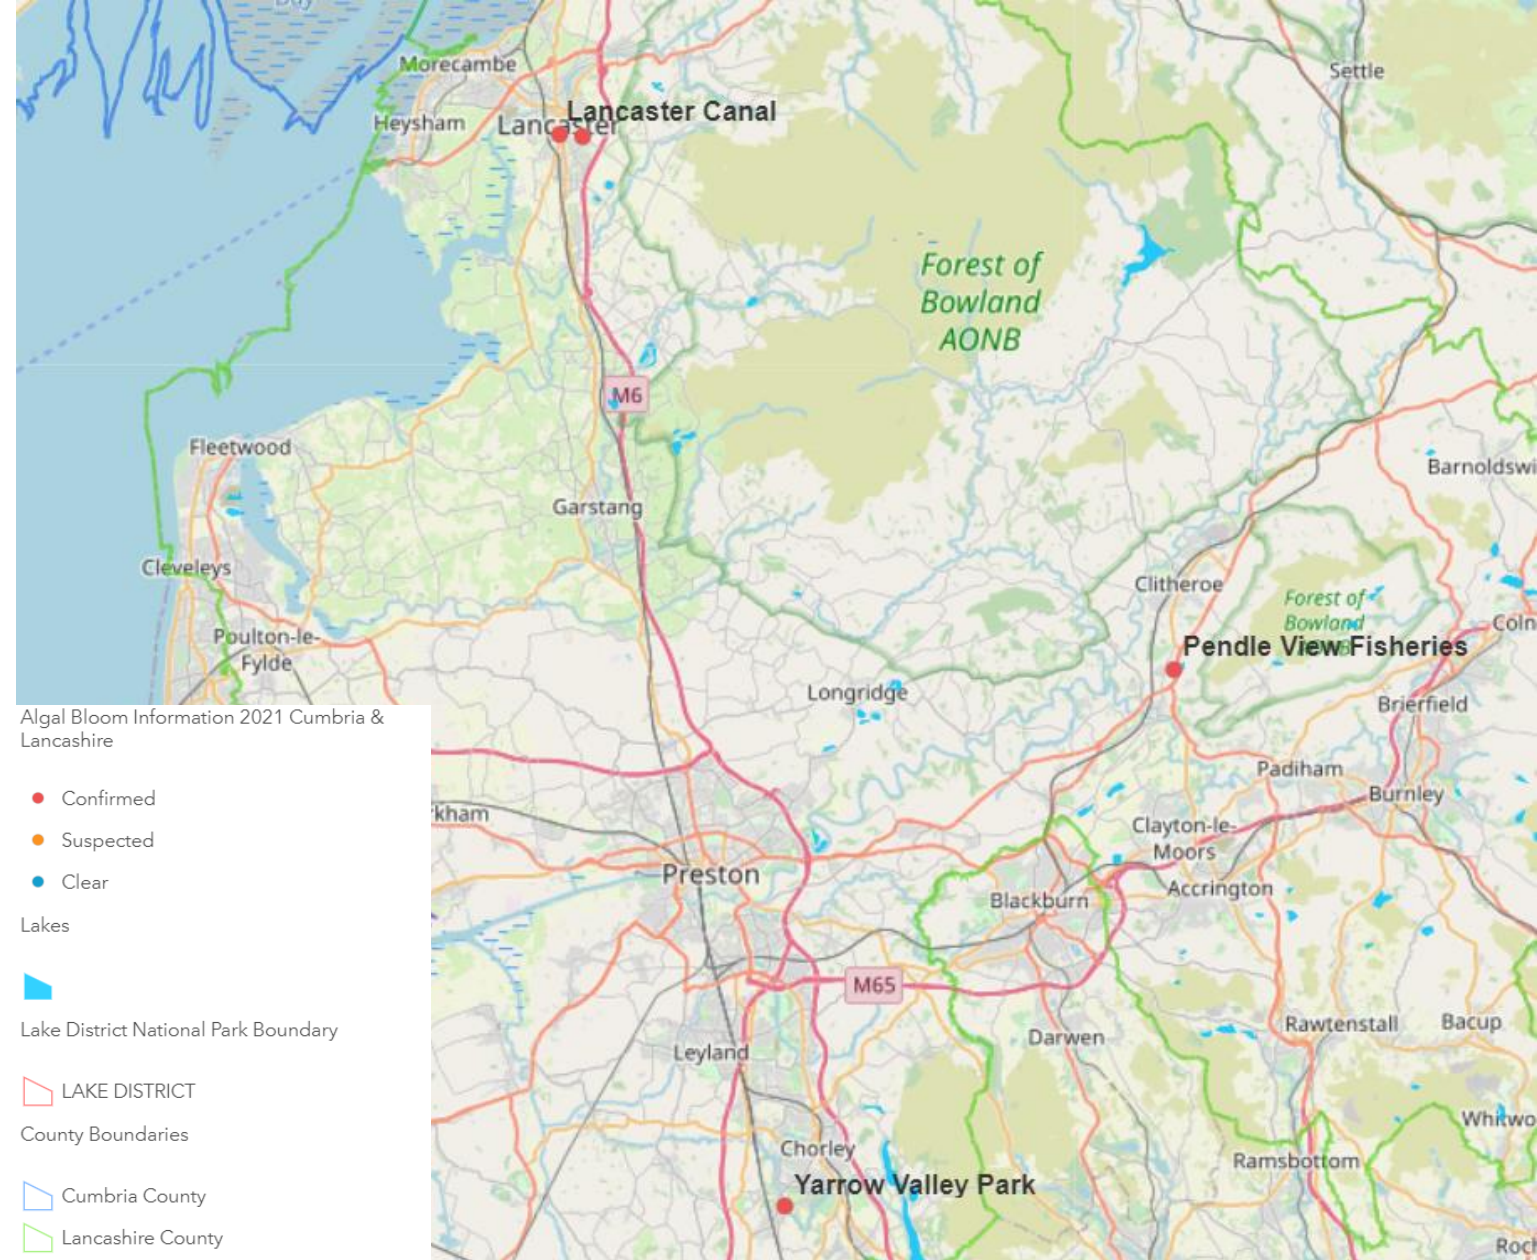 Bay
Morecambe
Settle
Lancaster Canal
Heysham
Lancaster
Forest of
Bowland
AONB
M6
Fleetwood
Barnoldswi
Garstang
Cleveleys
Clitheroe
Forest of
Bowland
Coln
Poulton-le-
Fylde
Pendle View Fisheries
Longridge
Brierfield
Algal Bloom Information 2021 Cumbria &
Lancashire
Confirmed
Suspected
Clear
Lakes
Lake District National Park Boundary
LAKE DISTRICT
County Boundaries
Cumbria County
Lancashire County
Padiham
Burnley
rkham
Clayton-le-
Moors
Preston
Accrington
Blackburn
M65
Rawtenstall
Bacup
Darwen
Leyland
Whitwo
Chorley
Ramsbottom
Yarrow Valley Park
Roch